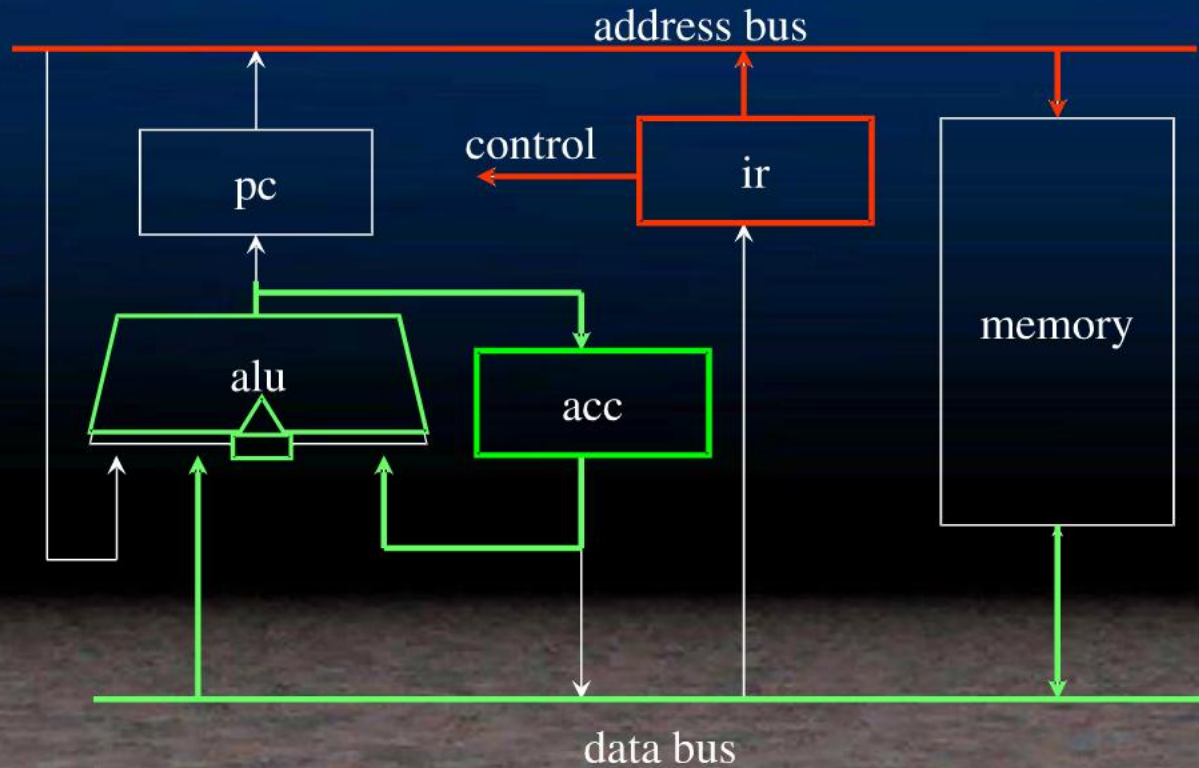 address bus
control
ir
pc
memory
alu
acc
data bus